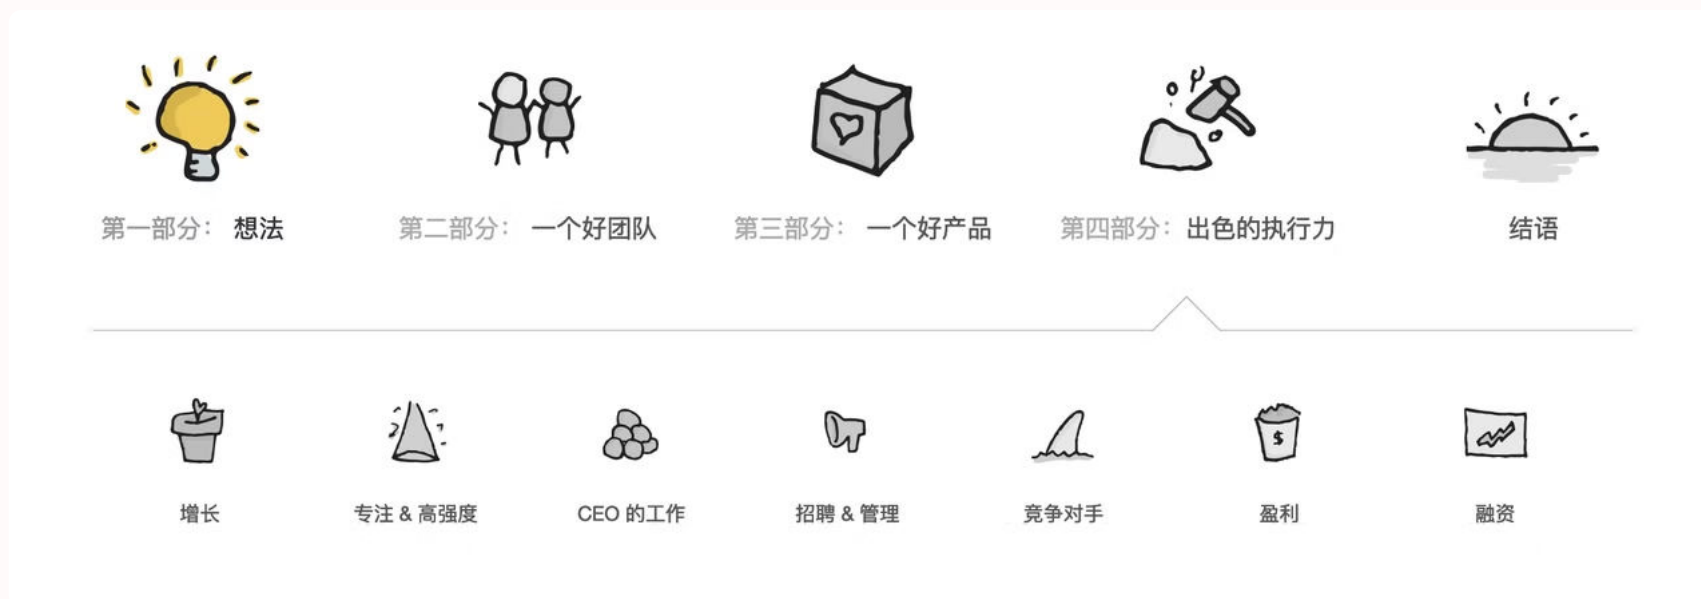 第一部分： 想法
第二部分： 一个好团队
第三部分： 一个好产品
第四部分： 出色的执行力
结语
增长
专注 & 高强度
CEO 的工作
招聘 & 管理
竞争对手
$
盈利
融资